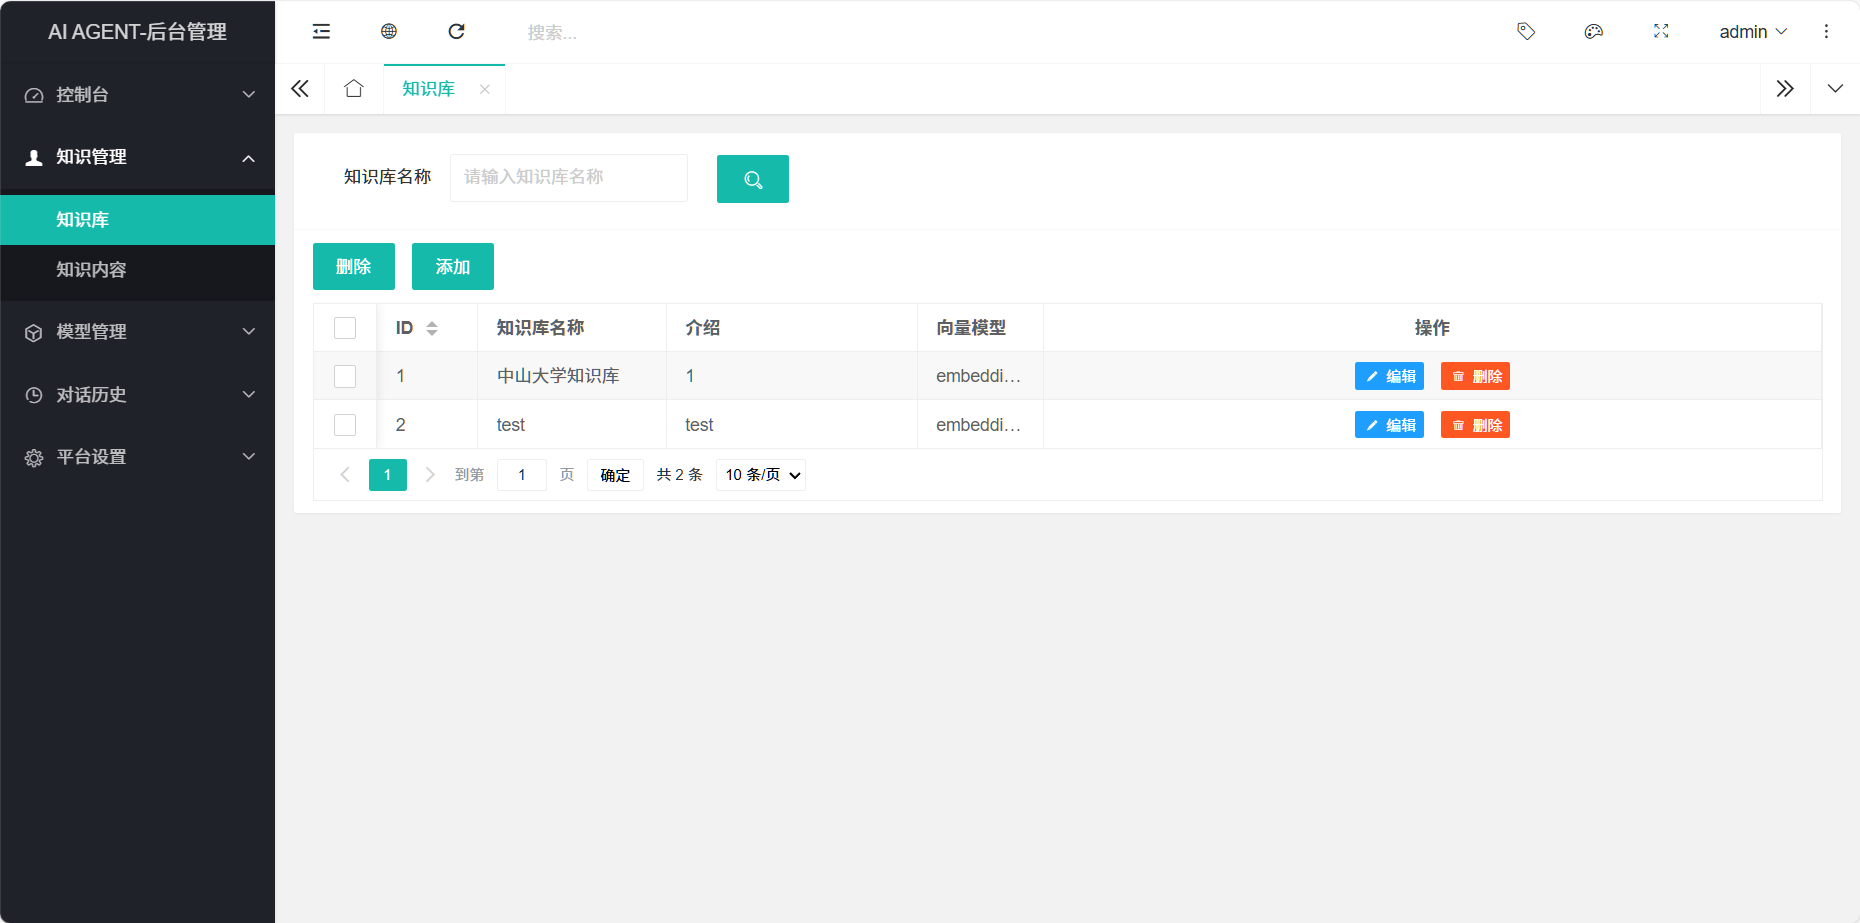 AI AGENT-后台管理
搜索...
admin
控制台
知识管理
知识库
知识内容
模型管理
对话历史
平台设置
知识库
知识库名称 请输入知识库名称
删除 添加
ID 知识库名称 介绍 向量模型 操作
1 中山大学知识库 1 embeddi... 编辑 删除
2 test test embeddi... 编辑 删除
1 到第 1 页 确定 共 2 条 10 条/页